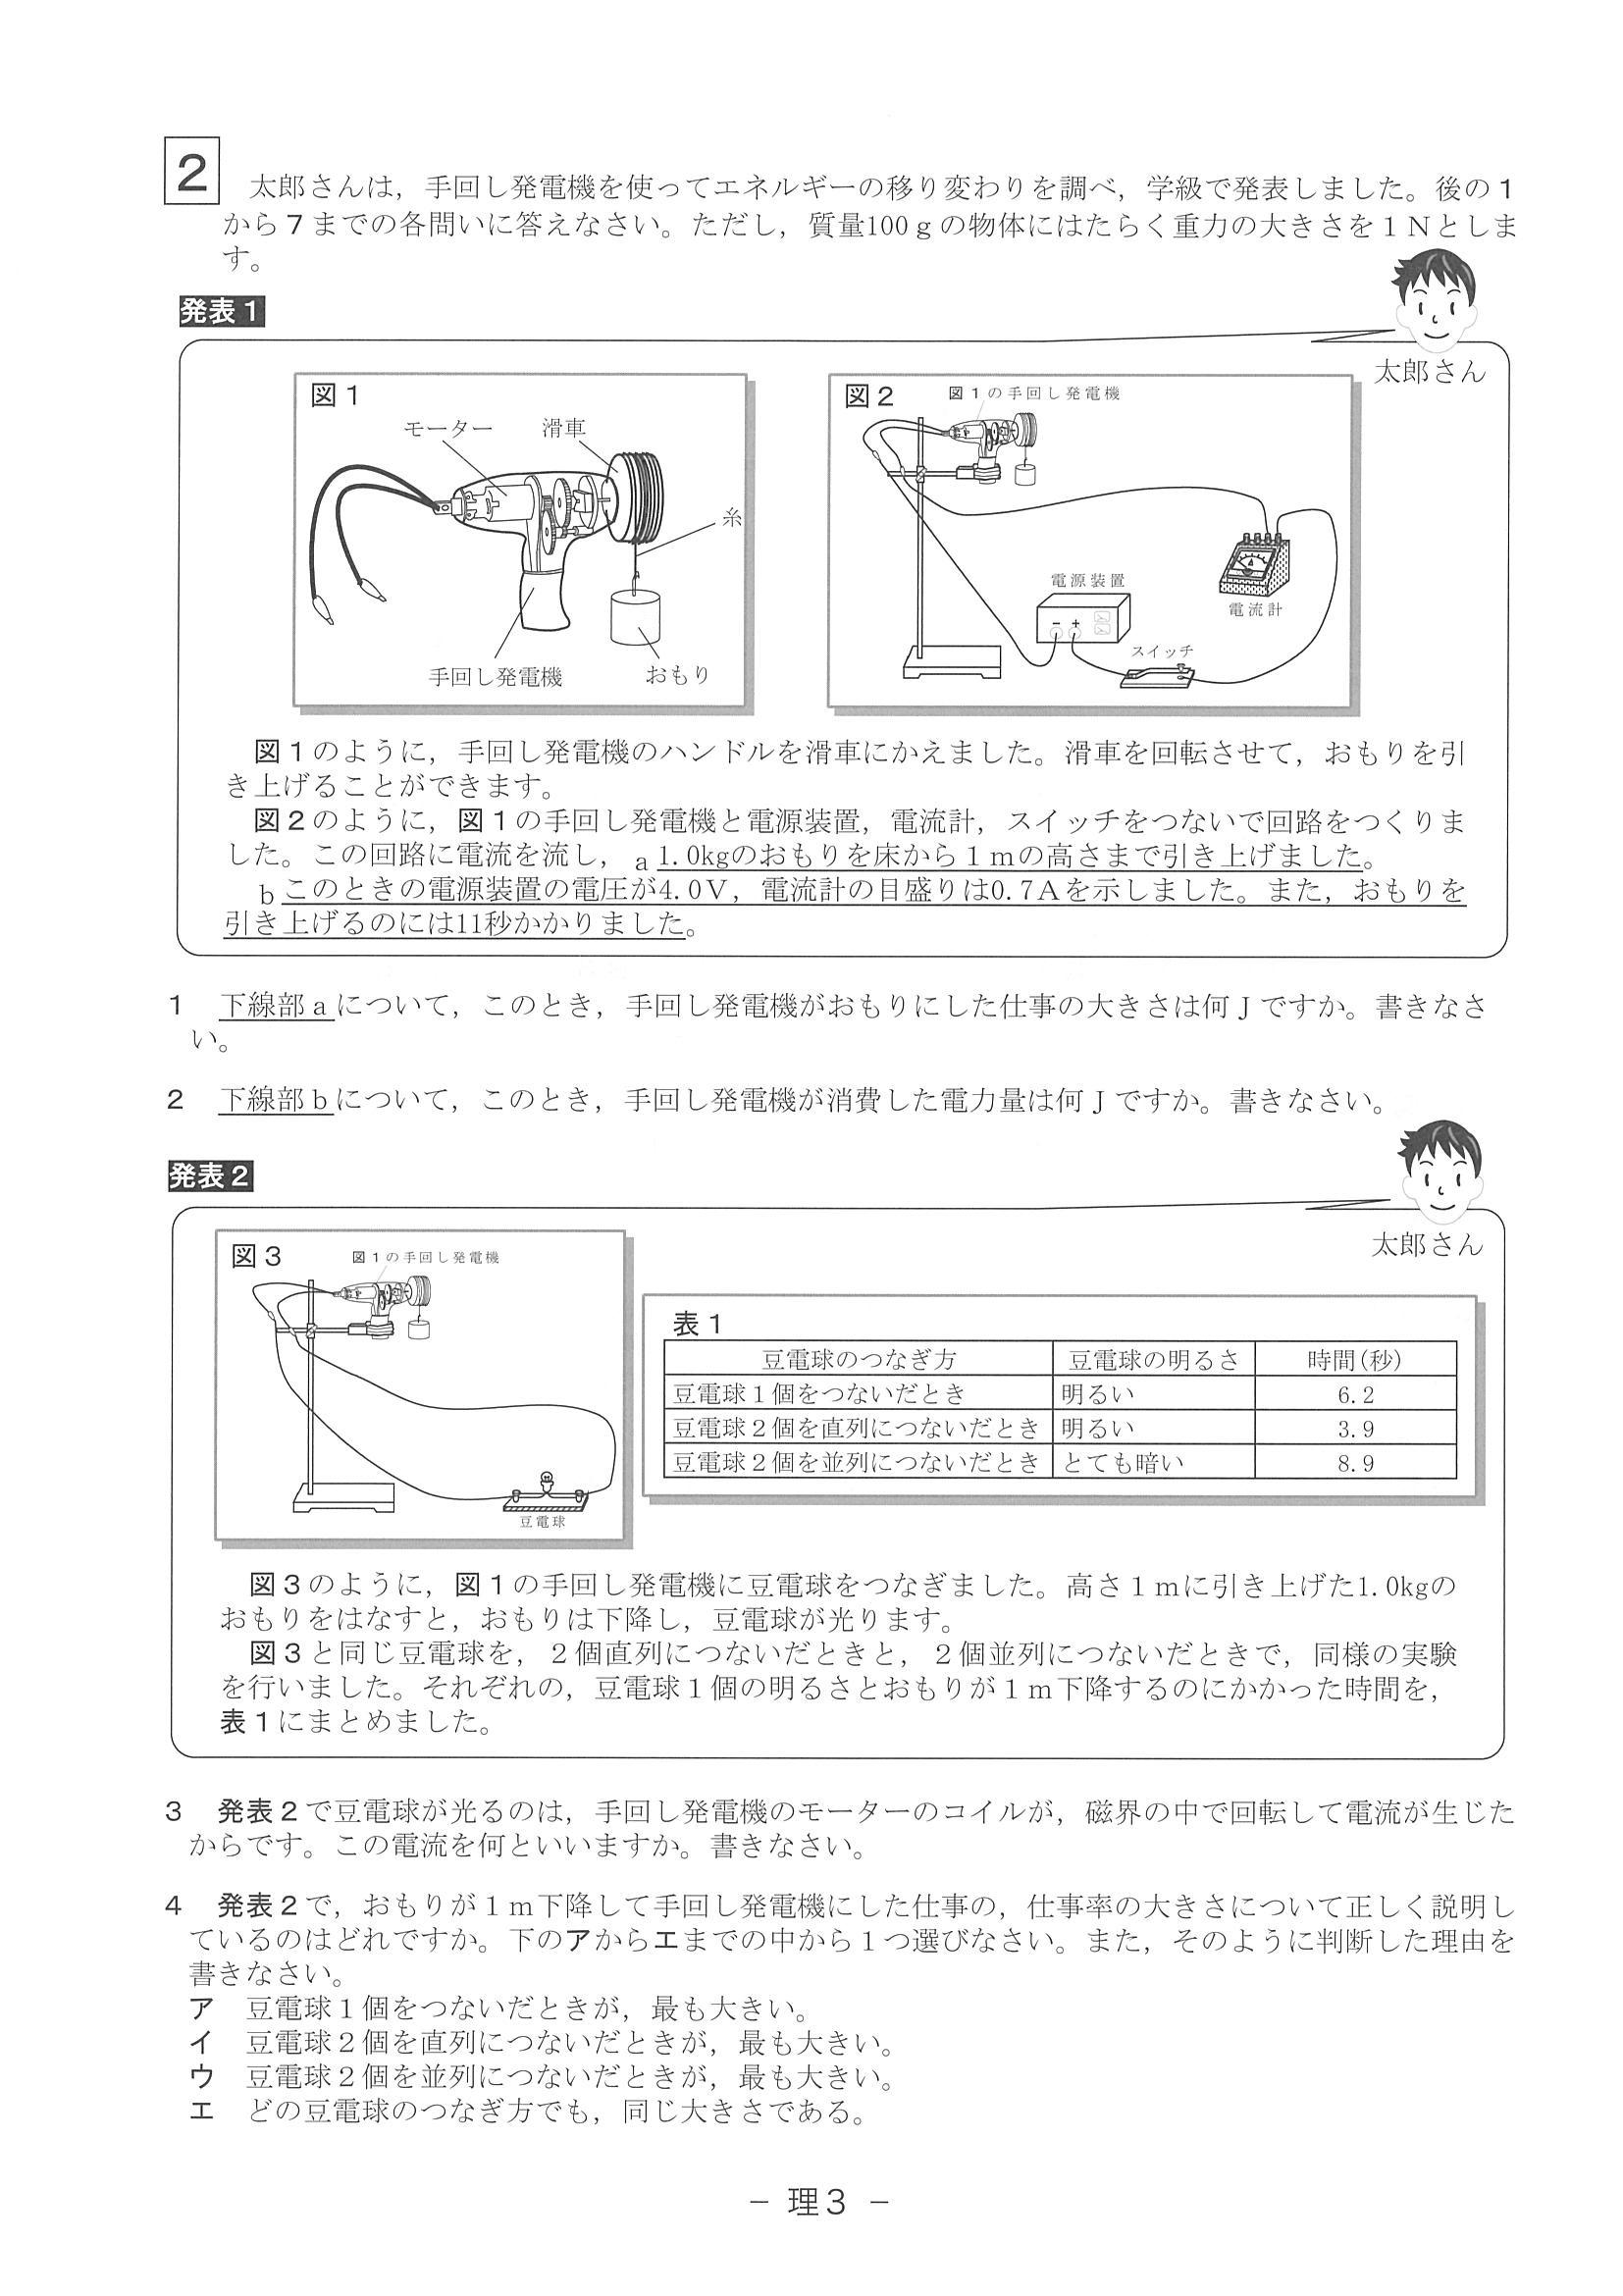 2
太郎さんは，手回し発電機を使ってエネルギーの移り変わりを調べ，学級で発表しました。後の1
から7までの各問いに答えなさい。ただし，質量100gの物体にはたらく重力の大きさを1Nとしま
す。
発表1
太郎さん
図1
モーター
滑車
糸
手回し発電機
おもり
図2
図1の手回し発電機
電源装置
－ ＋
A
電流計
スイッチ
図1のように，手回し発電機のハンドルを滑車にかえました。滑車を回転させて，おもりを引
き上げることができます。
図2のように，図1の手回し発電機と電源装置，電流計，スイッチをつないで回路をつくりま
した。この回路に電流を流し，a 1.0kgのおもりを床から1mの高さまで引き上げました。
b このときの電源装置の電圧が4.0V，電流計の目盛りは0.7Aを示しました。また，おもりを
引き上げるのには11秒かかりました。
1 下線部aについて，このとき，手回し発電機がおもりにした仕事の大きさは何Jですか。書きなさ
い。
2 下線部bについて，このとき，手回し発電機が消費した電力量は何Jですか。書きなさい。
発表2
太郎さん
図3
図1の手回し発電機
豆電球
表1
豆電球のつなぎ方 豆電球の明るさ 時間(秒)
豆電球1個をつないだとき 明るい 6.2
豆電球2個を直列につないだとき 明るい 3.9
豆電球2個を並列につないだとき とても暗い 8.9
図3のように，図1の手回し発電機に豆電球をつなぎました。高さ1mに引き上げた1.0kgの
おもりをはなすと，おもりは下降し，豆電球が光ります。
図3と同じ豆電球を，2個直列につないだときと，2個並列につないだときで，同様の実験
を行いました。それぞれの，豆電球1個の明るさとおもりが1m下降するのにかかった時間を，
表1にまとめました。
3 発表2で豆電球が光るのは，手回し発電機のモーターのコイルが，磁界の中で回転して電流が生じた
からです。この電流を何といいますか。書きなさい。
4 発表2で，おもりが1m下降して手回し発電機にした仕事の，仕事率の大きさについて正しく説明し
ているのはどれですか。下のアからエまでの中から1つ選びなさい。また，そのように判断した理由を
書きなさい。
ア 豆電球1個をつないだときが，最も大きい。
イ 豆電球2個を直列につないだときが，最も大きい。
ウ 豆電球2個を並列につないだときが，最も大きい。
エ どの豆電球のつなぎ方でも，同じ大きさである。
－ 理3 －